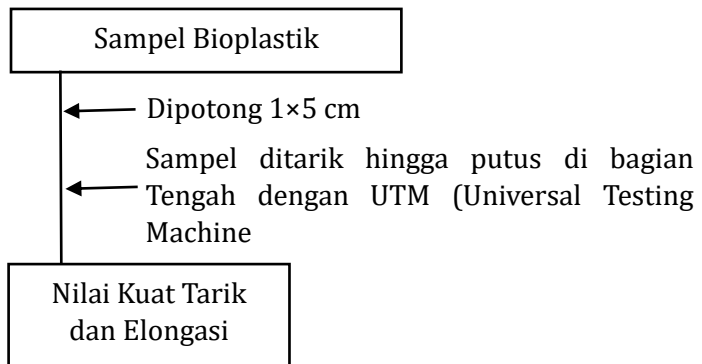 Sampel Bioplastik
Dipotong 1×5 cm
Sampel ditarik hingga putus di bagian
Tengah dengan UTM (Universal Testing
Machine
Nilai Kuat Tarik
dan Elongasi